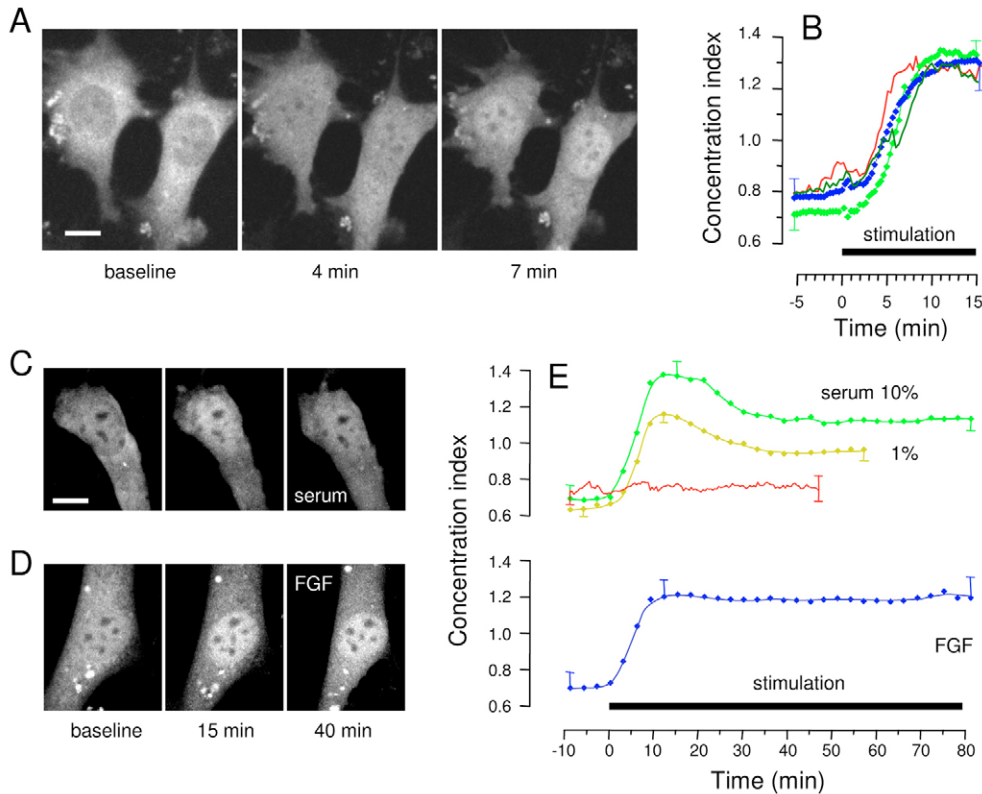 A
baseline
4 min
7 min
B
Concentration index
1.4
1.2
1.0
0.8
0.6
stimulation
-5 0 5 10 15
Time (min)
C
serum
D
FGF
baseline
15 min
40 min
E
Concentration index
1.4
1.2
1.0
0.8
0.6
serum 10%
1%
1.4
1.2
1.0
0.8
0.6
FGF
stimulation
-10 0 10 20 30 40 50 60 70 80
Time (min)